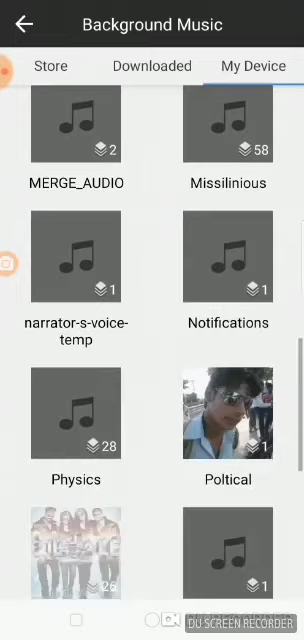 Background Music
Store
Downloaded
My Device
2
58
MERGE_AUDIO
Missilinious
1
1
narrator-s-voice-
temp
Notifications
28
1
Physics
Poltical
26
1
DU SCREEN RECORDER